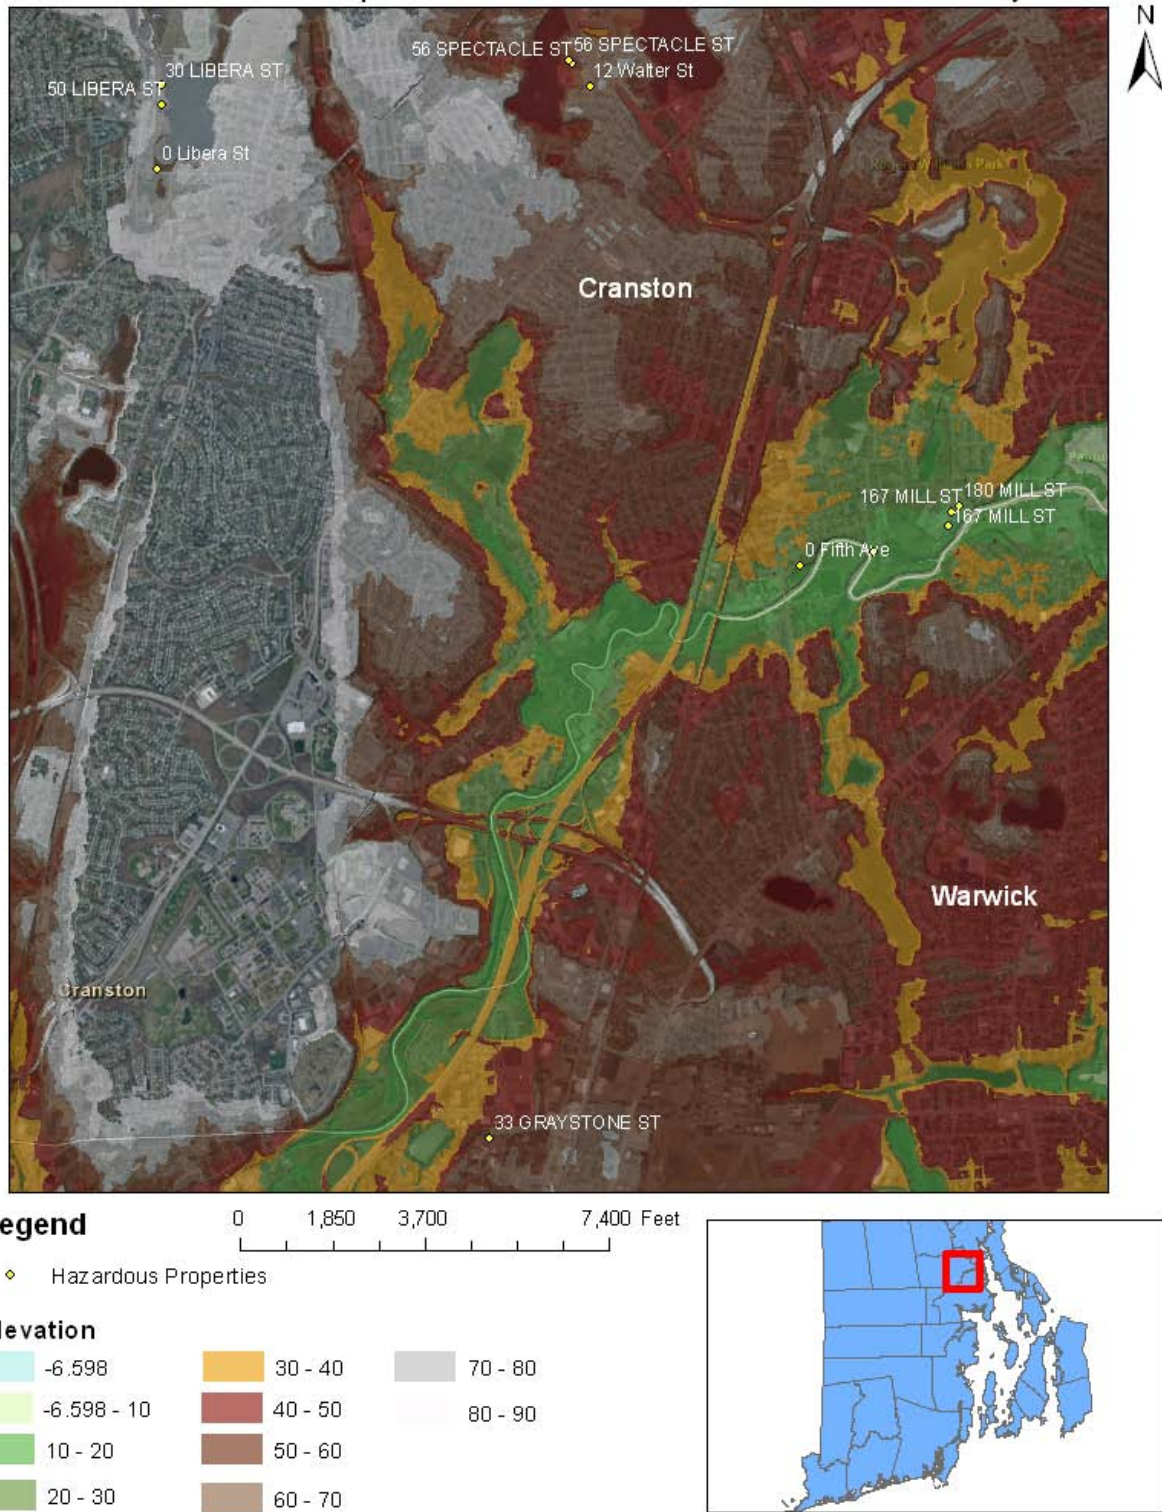 N
56 SPECTACLE ST 56 SPECTACLE ST
30 LIBERA ST
12 Walter St
50 LIBERA ST
0 Libera St
Cranston
167 MILL ST 180 MILL ST
167 MILL ST
0 Fifth Ave
Warwick
Cranston
33 GRAYSTONE ST
egend
0 1,850 3,700 7,400 Feet
Hazardous Properties
levation
-6.598
30 - 40
70 - 80
-6.598 - 10
40 - 50
80 - 90
10 - 20
50 - 60
20 - 30
60 - 70